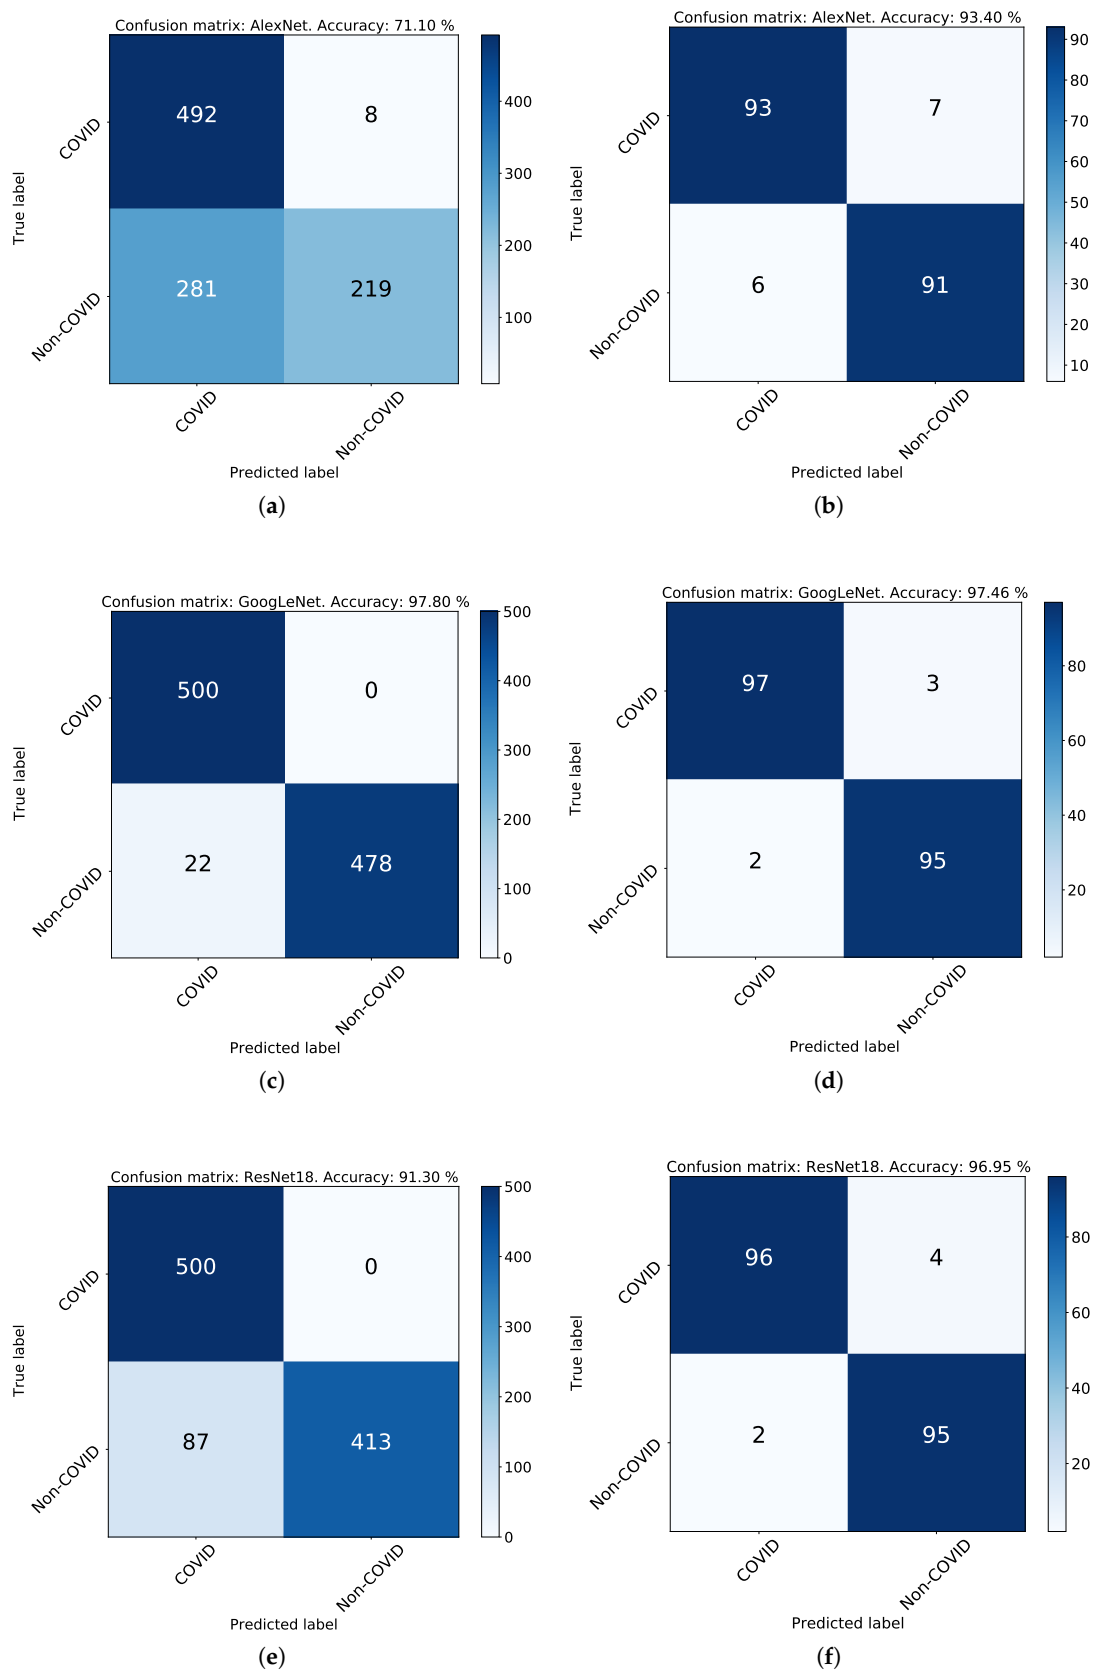 Confusion matrix: AlexNet. Accuracy: 71.10 %
492
8
281
219
COVID
Non-COVID
True label
COVID
Non-COVID
Predicted label
400
300
200
100
(a)
Confusion matrix: AlexNet. Accuracy: 93.40 %
93
7
6
91
COVID
Non-COVID
True label
COVID
Non-COVID
Predicted label
90
80
70
60
50
40
30
20
10
(b)
Confusion matrix: GoogLeNet. Accuracy: 97.80 %
500
0
22
478
COVID
Non-COVID
True label
COVID
Non-COVID
Predicted label
500
400
300
200
100
0
(c)
Confusion matrix: GoogLeNet. Accuracy: 97.46 %
97
3
2
95
COVID
Non-COVID
True label
COVID
Non-COVID
Predicted label
80
60
40
20
(d)
Confusion matrix: ResNet18. Accuracy: 91.30 %
500
0
87
413
COVID
Non-COVID
True label
COVID
Non-COVID
Predicted label
500
400
300
200
100
0
(e)
Confusion matrix: ResNet18. Accuracy: 96.95 %
96
4
2
95
COVID
Non-COVID
True label
COVID
Non-COVID
Predicted label
80
60
40
20
(f)